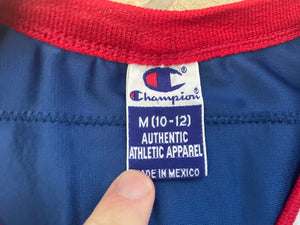 Champion
M (10-12)
AUTHENTIC
ATHLETIC APPAREL
MADE IN MEXICO